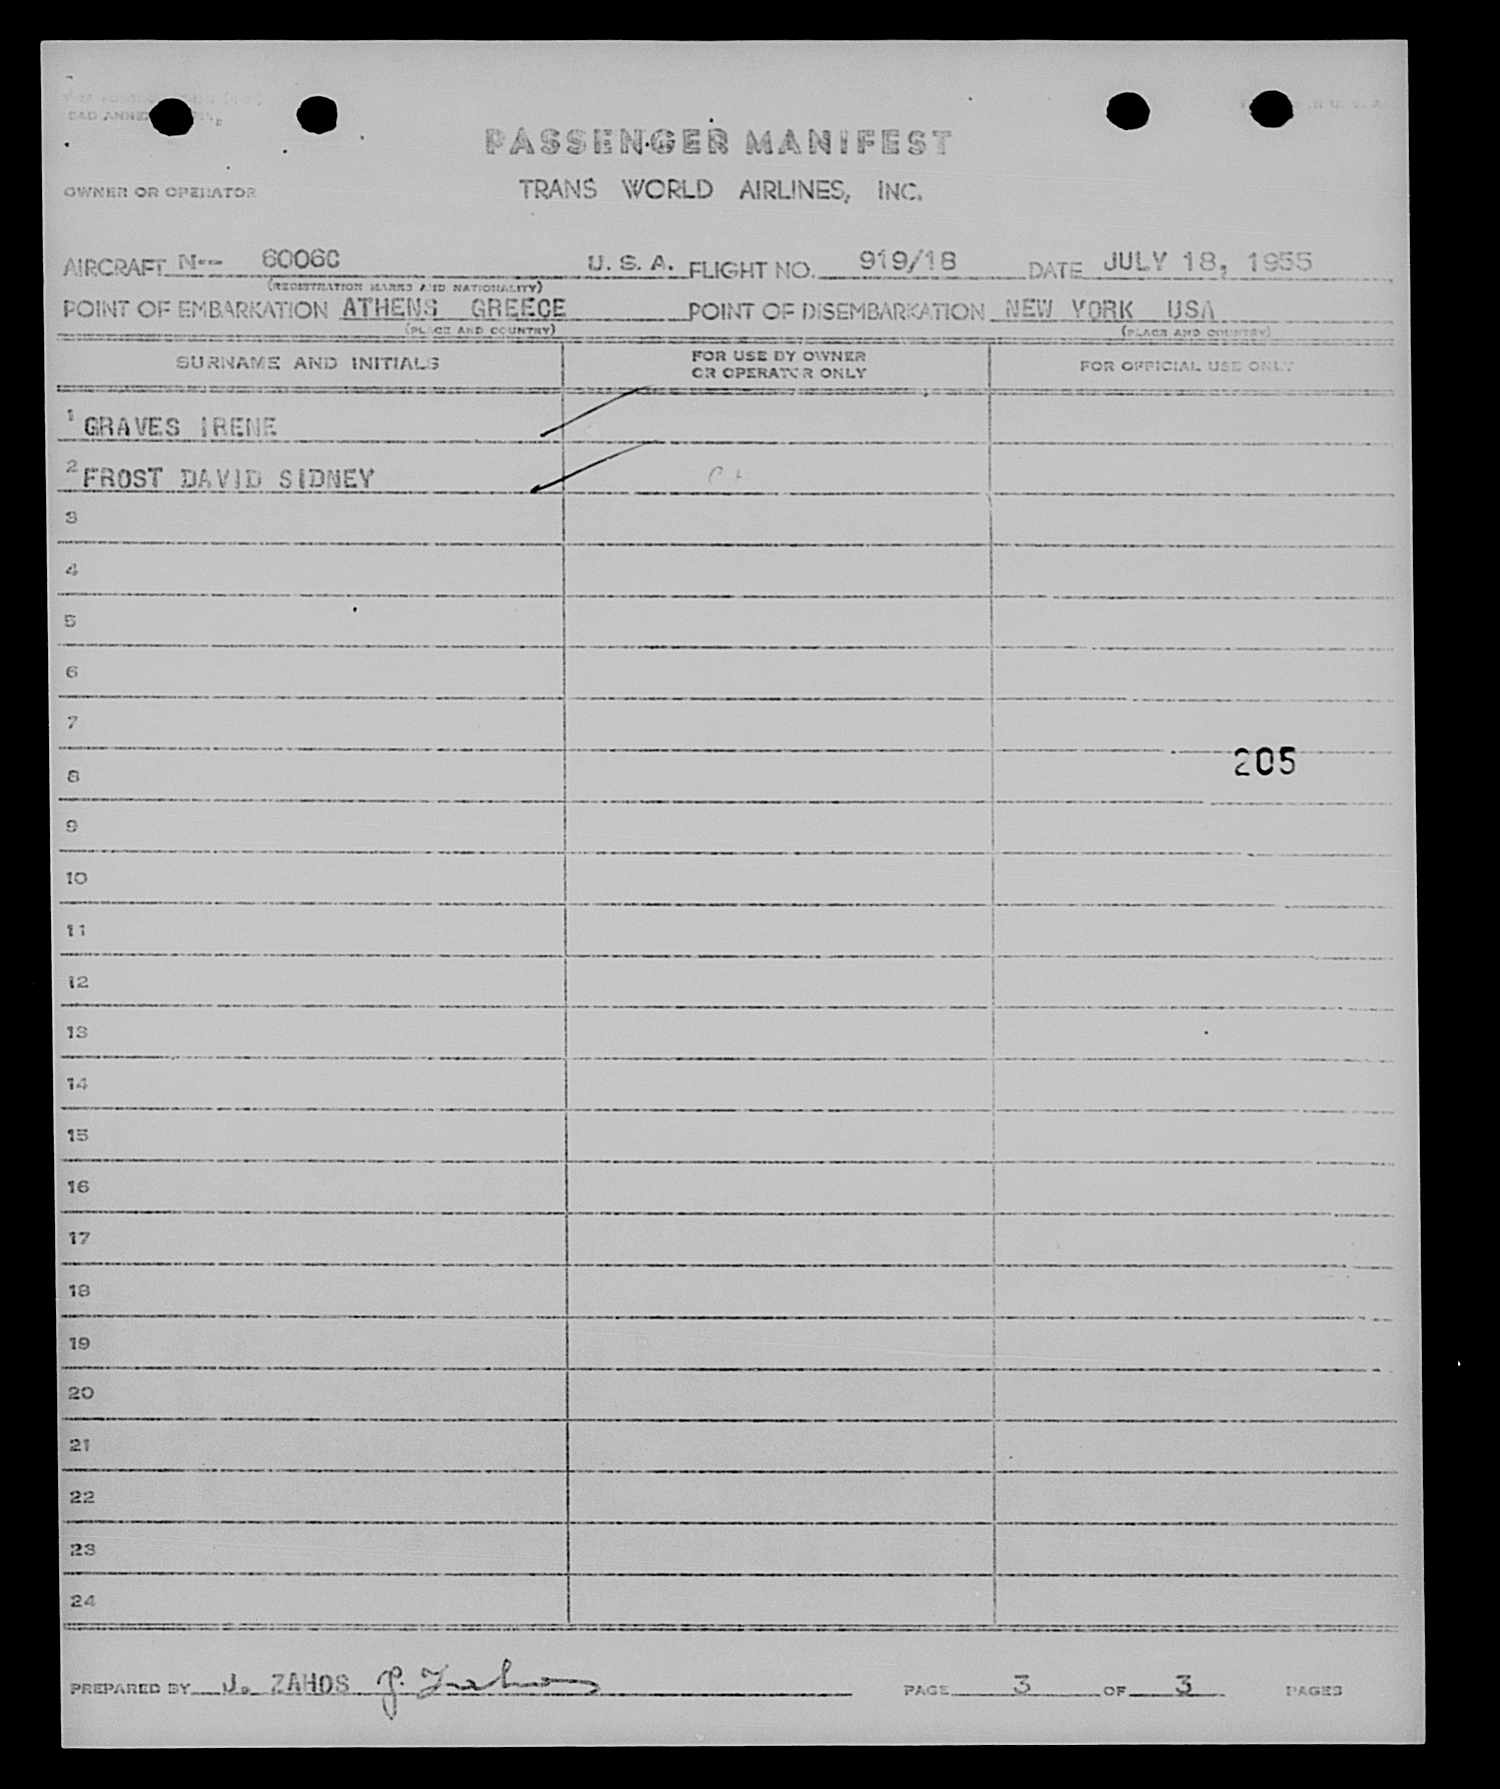 PASSENGER MANIFEST
OWNER OR OPERATOR TRANS WORLD AIRLINES, INC.
AIRCRAFT N-- 6006C U.S.A. FLIGHT NO. 919/18 DATE JULY 18, 1955
(REGISTRATION MARKS AND NATIONALITY)
POINT OF EMBARKATION ATHENS GREECE POINT OF DISEMBARKATION NEW YORK USA
(PLACE AND COUNTRY) (PLACE AND COUNTRY)
SURNAME AND INITIALS FOR USE BY OWNER OR OPERATOR ONLY FOR OFFICIAL USE ONLY
1 GRAVES IRENE
2 FROST DAVID SIDNEY
3
4
5
6
7
205
8
9
10
11
12
13
14
15
16
17
18
19
20
21
22
23
24
PREPARED BY J. ZAHOS J. Zahos PAGE 3 OF 3 PAGES